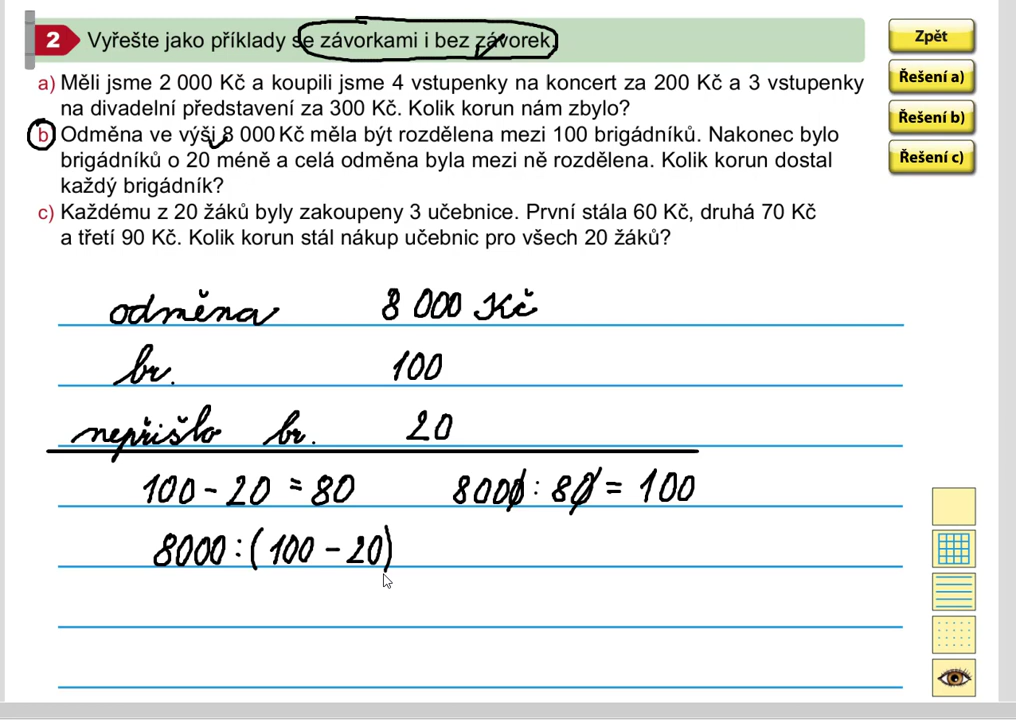 2 Vyřešte jako příklady se závorkami i bez závorek.
Zpět
Řešení a)
Řešení b)
Řešení c)
a) Měli jsme 2 000 Kč a koupili jsme 4 vstupenky na koncert za 200 Kč a 3 vstupenky
na divadelní představení za 300 Kč. Kolik korun nám zbylo?
b) Odměna ve výši 8 000 Kč měla být rozdělena mezi 100 brigádníků. Nakonec bylo
brigádníků o 20 méně a celá odměna byla mezi ně rozdělena. Kolik korun dostal
každý brigádník?
c) Každému z 20 žáků byly zakoupeny 3 učebnice. První stála 60 Kč, druhá 70 Kč
a třetí 90 Kč. Kolik korun stál nákup učebnic pro všech 20 žáků?
odměna 8 000 Kč
br. 100
nepřišlo br. 20
100 - 20 = 80 8000 : 80 = 100
8000 : (100 - 20)